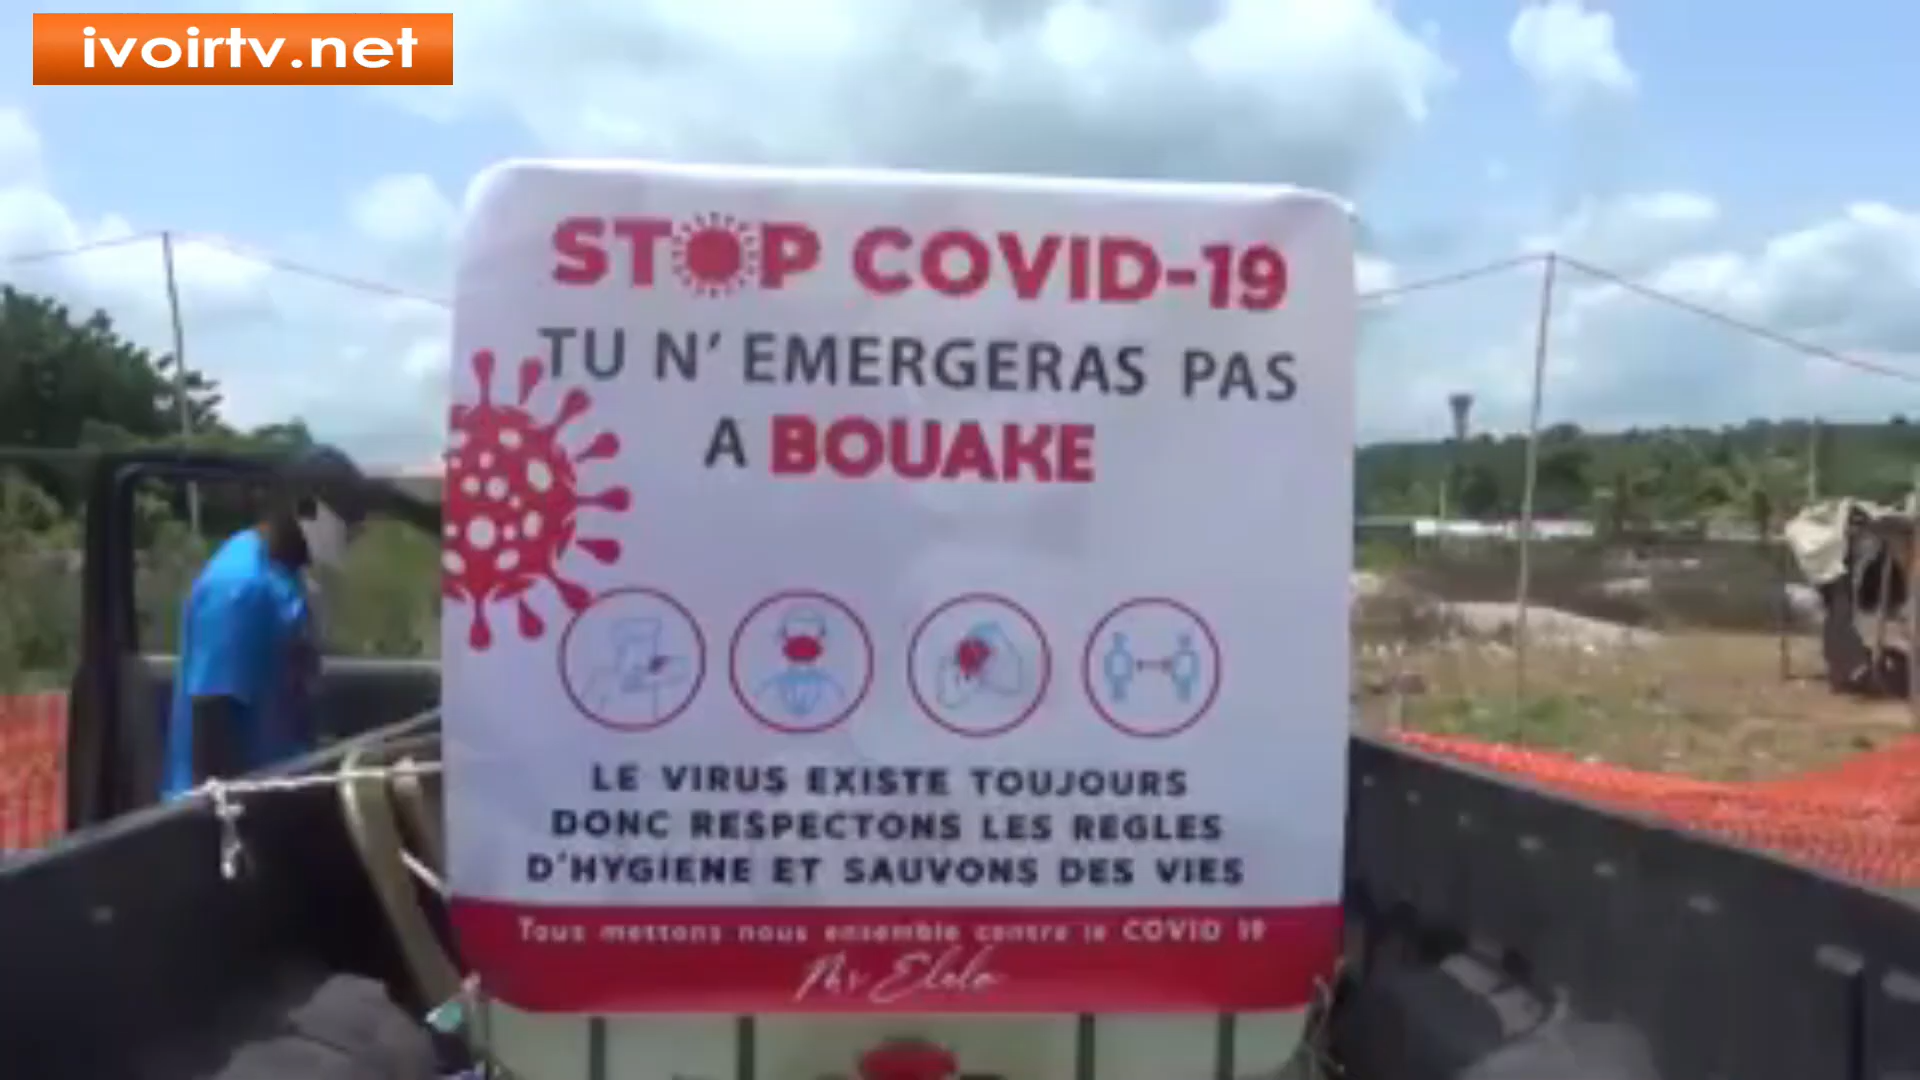 ivoirtv.net
STOP COVID-19
TU N' EMERGERAS PAS
A BOUAKE
LE VIRUS EXISTE TOUJOURS
DONC RESPECTONS LES REGLES
D'HYGIENE ET SAUVONS DES VIES
Tous mettons nous ensemble contre le COVID 19